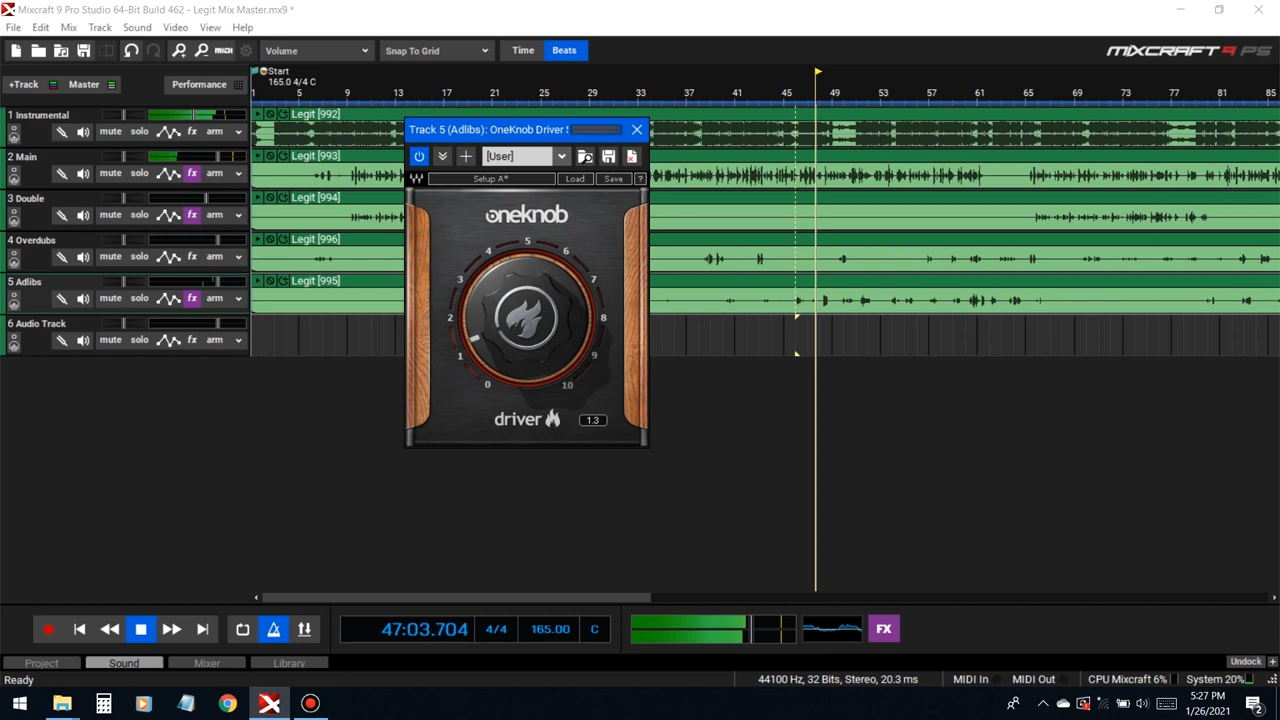 Mixcraft 9 Pro Studio 64-Bit Build 462 - Legit Mix Master.mx9 *
File Edit Mix Track Sound Video View Help
MIDI Volume Snap To Grid Time Beats MIXCRAFT 9 PS
+Track Master Performance
Start
165.0 4/4 C
1 5 9 13 17 21 25 29 33 37 41 45 49 53 57 61 65 69 73 77 81 85
1 Instrumental Legit [992]
mute solo fx arm
2 Main Legit [993]
mute solo fx arm
3 Double Legit [994]
mute solo fx arm
4 Overdubs Legit [996]
mute solo fx arm
5 Adlibs Legit [995]
mute solo fx arm
6 Audio Track
mute solo fx arm
Track 5 (Adlibs): OneKnob Driver
[User]
Setup A* Load Save ?
oneknob
0 1 2 3 4 5 6 7 8 9 10
driver 1.3
47:03.704 4/4 165.00 C FX
Project Sound Mixer Library Undock +
Ready 44100 Hz, 32 Bits, Stereo, 20.3 ms MIDI In MIDI Out CPU Mixcraft 6% System 20%
5:27 PM
1/26/2021
2